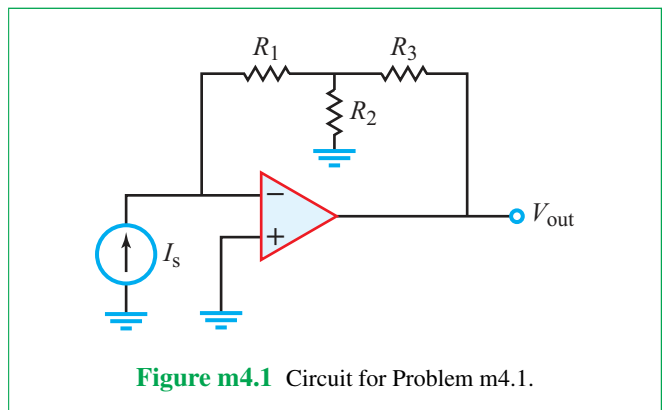 R1 R3
R2
−
+
Is
Vout
Figure m4.1 Circuit for Problem m4.1.